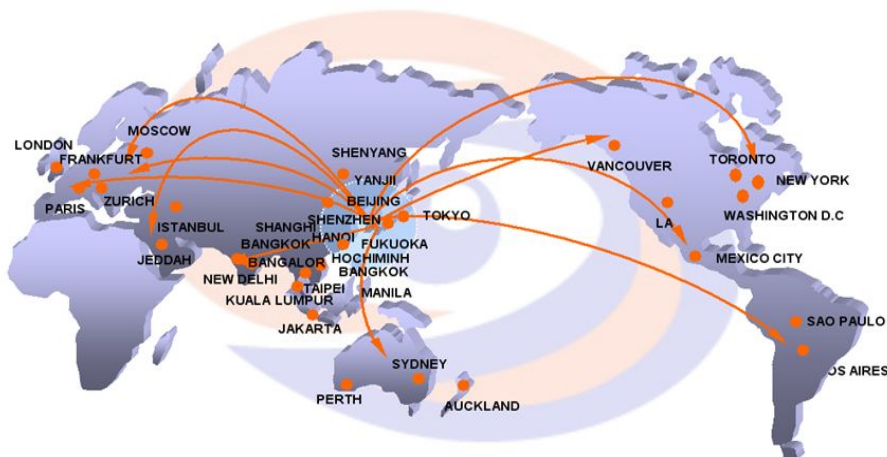 LONDON
MOSCOW
FRANKFURT
PARIS
ZURICH
ISTANBUL
JEDDAH
SHENYANG
YANJII
BEIJING
SHANGHI
SHENZHEN
TOKYO
HANOI
FUKUOKA
BANGKOK
HOCHIMINH
BANGALOR
BANGKOK
NEW DELHI
TAIPEI
MANILA
KUALA LUMPUR
JAKARTA
SYDNEY
PERTH
AUCKLAND
VANCOUVER
TORONTO
NEW YORK
LA
WASHINGTON D.C
MEXICO CITY
SAO PAULO
OS AIRES